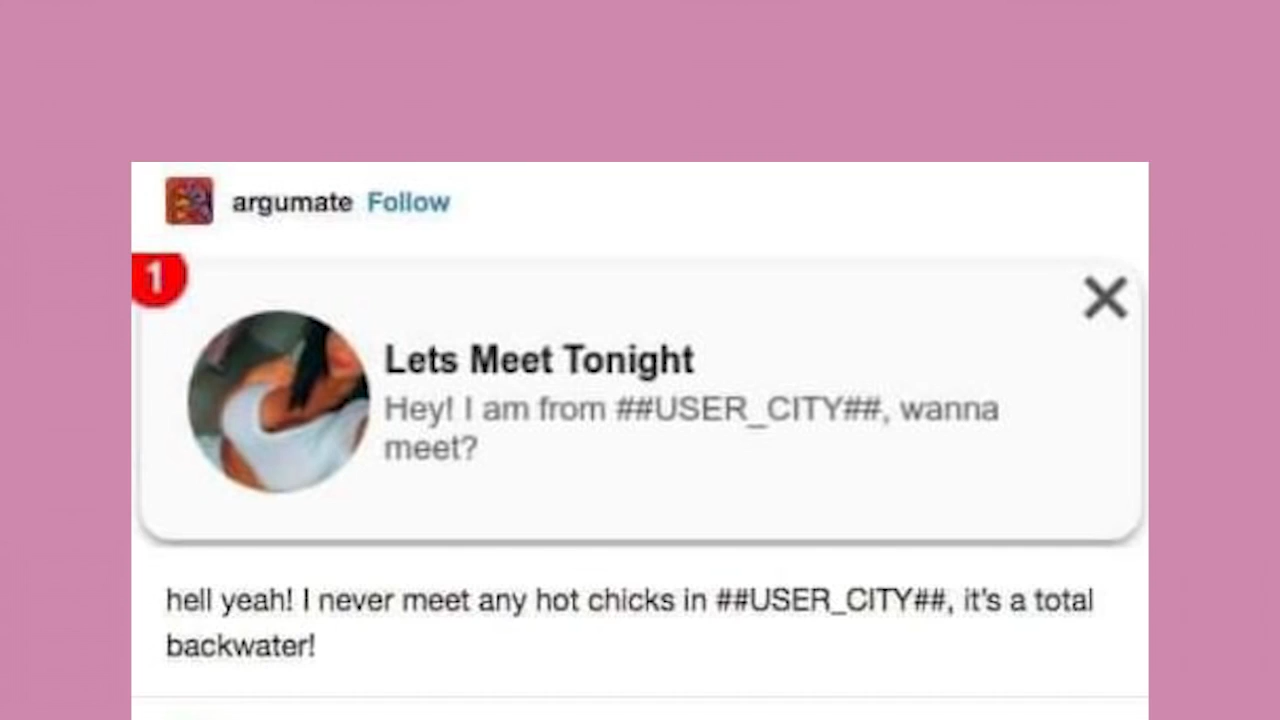 argumate Follow
1
Lets Meet Tonight
Hey! I am from ##USER_CITY##, wanna
meet?
hell yeah! I never meet any hot chicks in ##USER_CITY##, it's a total
backwater!